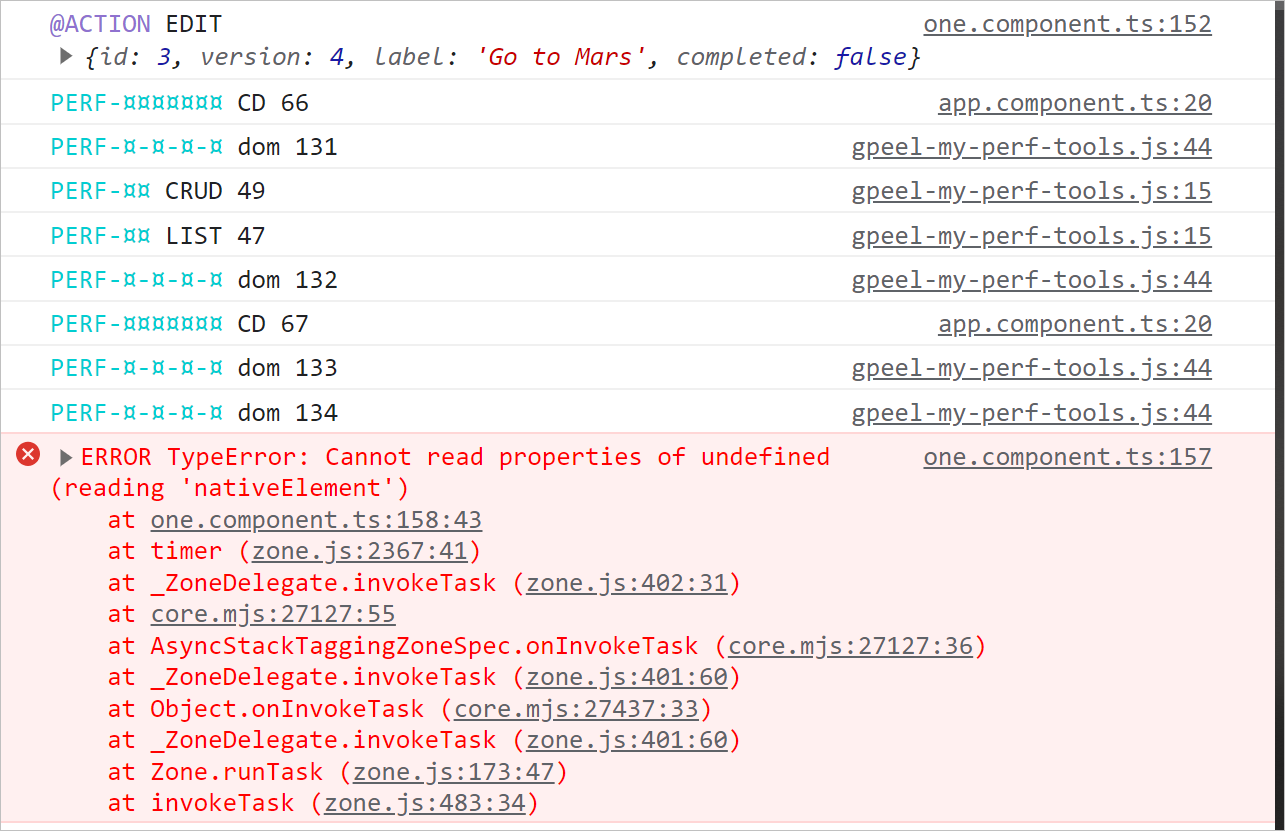 @ACTION EDIT one.component.ts:152
{id: 3, version: 4, label: 'Go to Mars', completed: false}
PERF-¤¤¤¤¤¤¤ CD 66 app.component.ts:20
PERF-¤-¤-¤-¤ dom 131 gpeel-my-perf-tools.js:44
PERF-¤¤ CRUD 49 gpeel-my-perf-tools.js:15
PERF-¤¤ LIST 47 gpeel-my-perf-tools.js:15
PERF-¤-¤-¤-¤ dom 132 gpeel-my-perf-tools.js:44
PERF-¤¤¤¤¤¤¤ CD 67 app.component.ts:20
PERF-¤-¤-¤-¤ dom 133 gpeel-my-perf-tools.js:44
PERF-¤-¤-¤-¤ dom 134 gpeel-my-perf-tools.js:44
ERROR TypeError: Cannot read properties of undefined one.component.ts:157
(reading 'nativeElement')
at one.component.ts:158:43
at timer (zone.js:2367:41)
at _ZoneDelegate.invokeTask (zone.js:402:31)
at core.mjs:27127:55
at AsyncStackTaggingZoneSpec.onInvokeTask (core.mjs:27127:36)
at _ZoneDelegate.invokeTask (zone.js:401:60)
at Object.onInvokeTask (core.mjs:27437:33)
at _ZoneDelegate.invokeTask (zone.js:401:60)
at Zone.runTask (zone.js:173:47)
at invokeTask (zone.js:483:34)